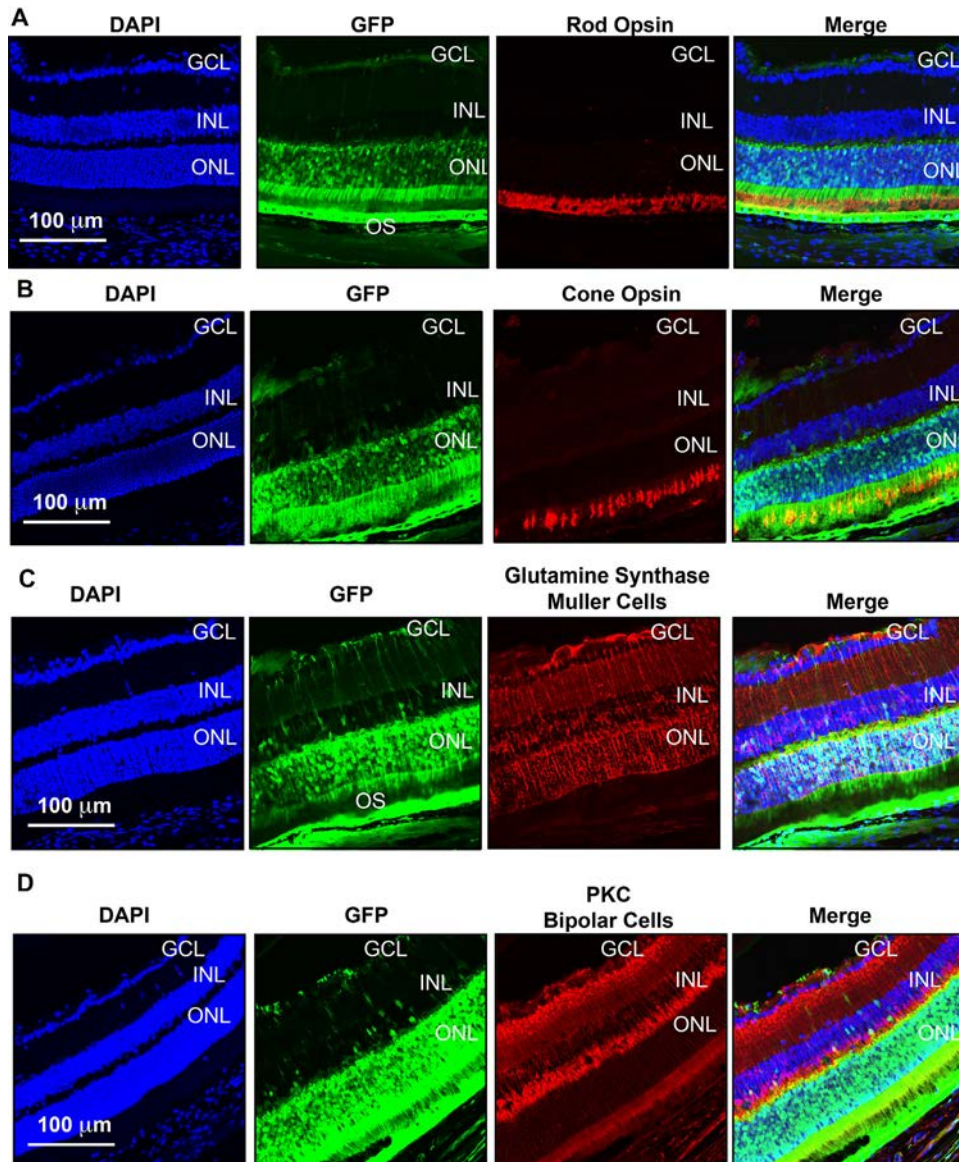 A
DAPI GFP Rod Opsin Merge
GCL GCL GCL GCL
INL INL INL INL
ONL ONL ONL ONL
100 μm OS
B
DAPI GFP Cone Opsin Merge
GCL GCL GCL GCL
INL INL INL INL
ONL ONL ONL ON
100 μm
C
Glutamine Synthase
DAPI GFP Muller Cells Merge
GCL GCL GCL GCL
INL INL INL INL
ONL ONL ONL ONL
100 μm OS
D
PKC
DAPI GFP Bipolar Cells Merge
GCL GCL GCL GCL
INL INL INL INL
ONL ONL ONL ONL
100 μm